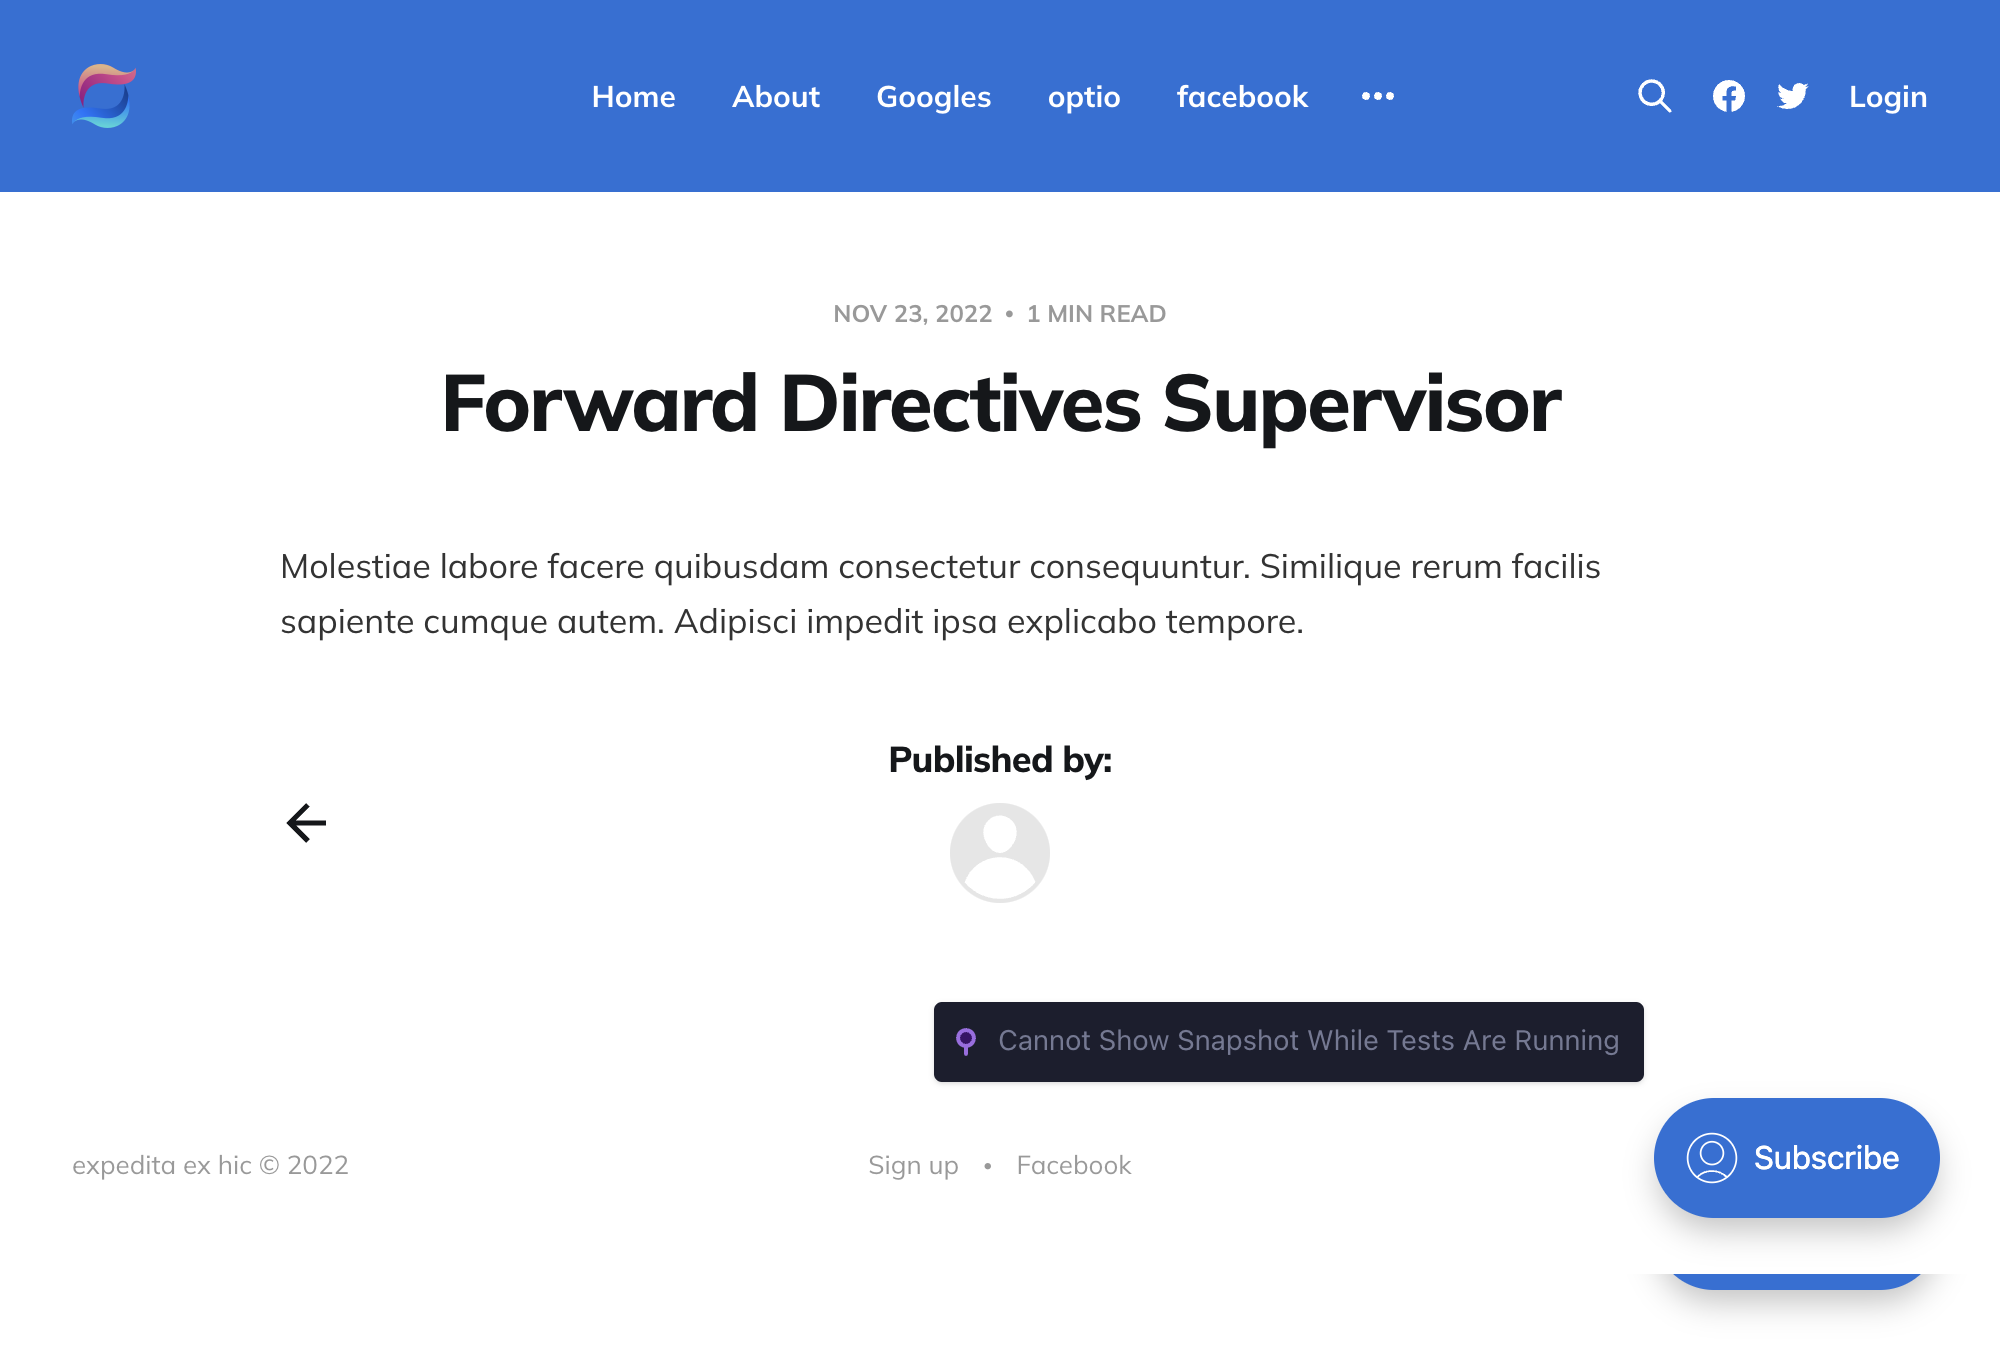 Home About Googles optio facebook ••• Login
NOV 23, 2022 • 1 MIN READ
Forward Directives Supervisor
Molestiae labore facere quibusdam consectetur consequuntur. Similique rerum facilis
sapiente cumque autem. Adipisci impedit ipsa explicabo tempore.
Published by:
Cannot Show Snapshot While Tests Are Running
expedita ex hic © 2022 Sign up • Facebook
Subscribe